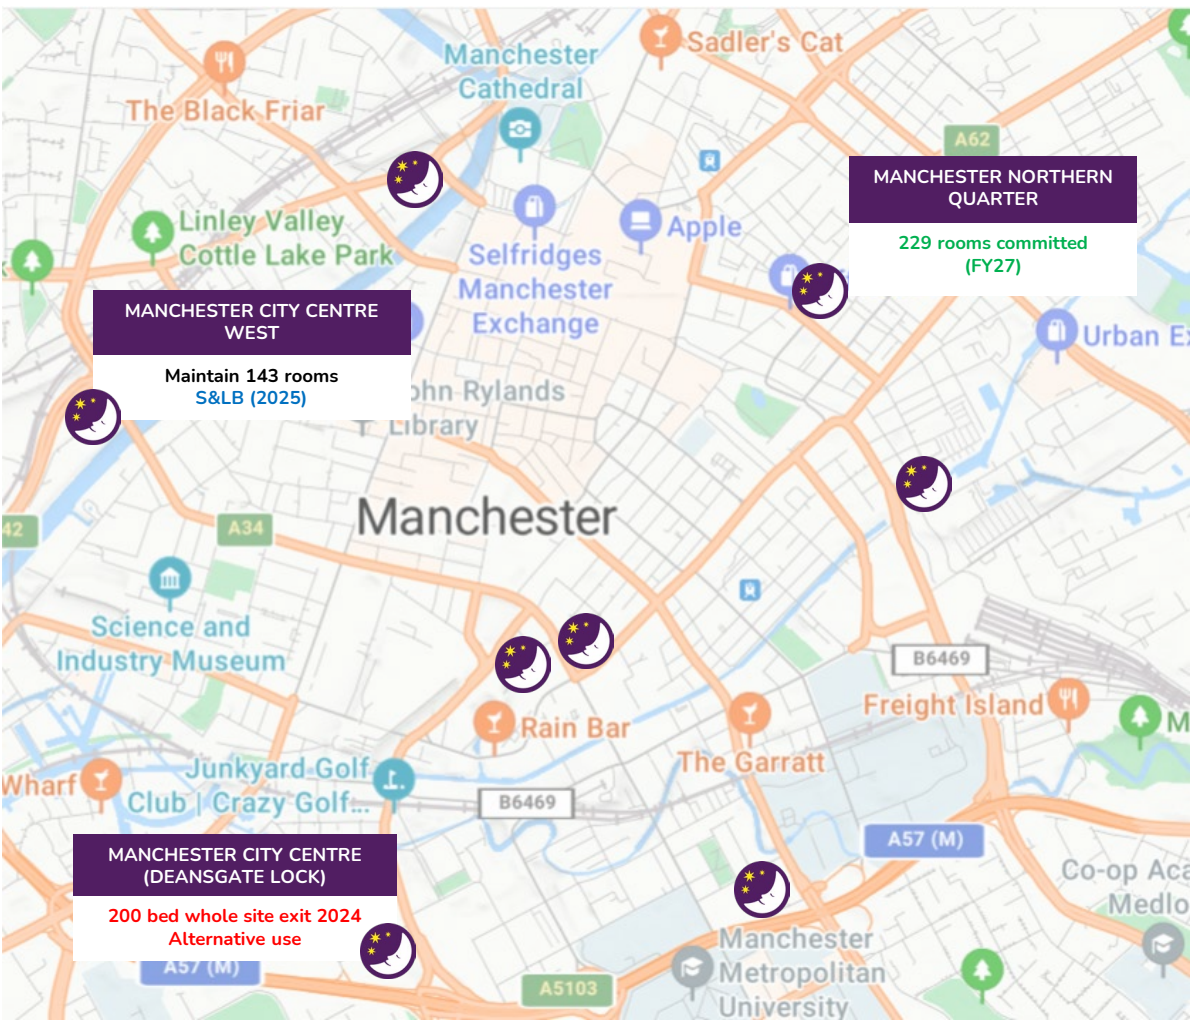 Manchester
Cathedral
Sadler's Cat
The Black Friar
A62
MANCHESTER NORTHERN
QUARTER
229 rooms committed
(FY27)
Linley Valley
Cottle Lake Park
Apple
Selfridges
Manchester
Exchange
MANCHESTER CITY CENTRE
WEST
Maintain 143 rooms
S&LB (2025)
Urban Ex
ohn Rylands
Library
Manchester
42
A34
Science and
Industry Museum
B6469
Freight Island
Rain Bar
The Garratt
M
Wharf
Junkyard Golf
Club | Crazy Golf...
B6469
A57 (M)
MANCHESTER CITY CENTRE
(DEANSGATE LOCK)
200 bed whole site exit 2024
Alternative use
A57 (M)
Co-op Aca
Medlo
Manchester
Metropolitan
University
A5103